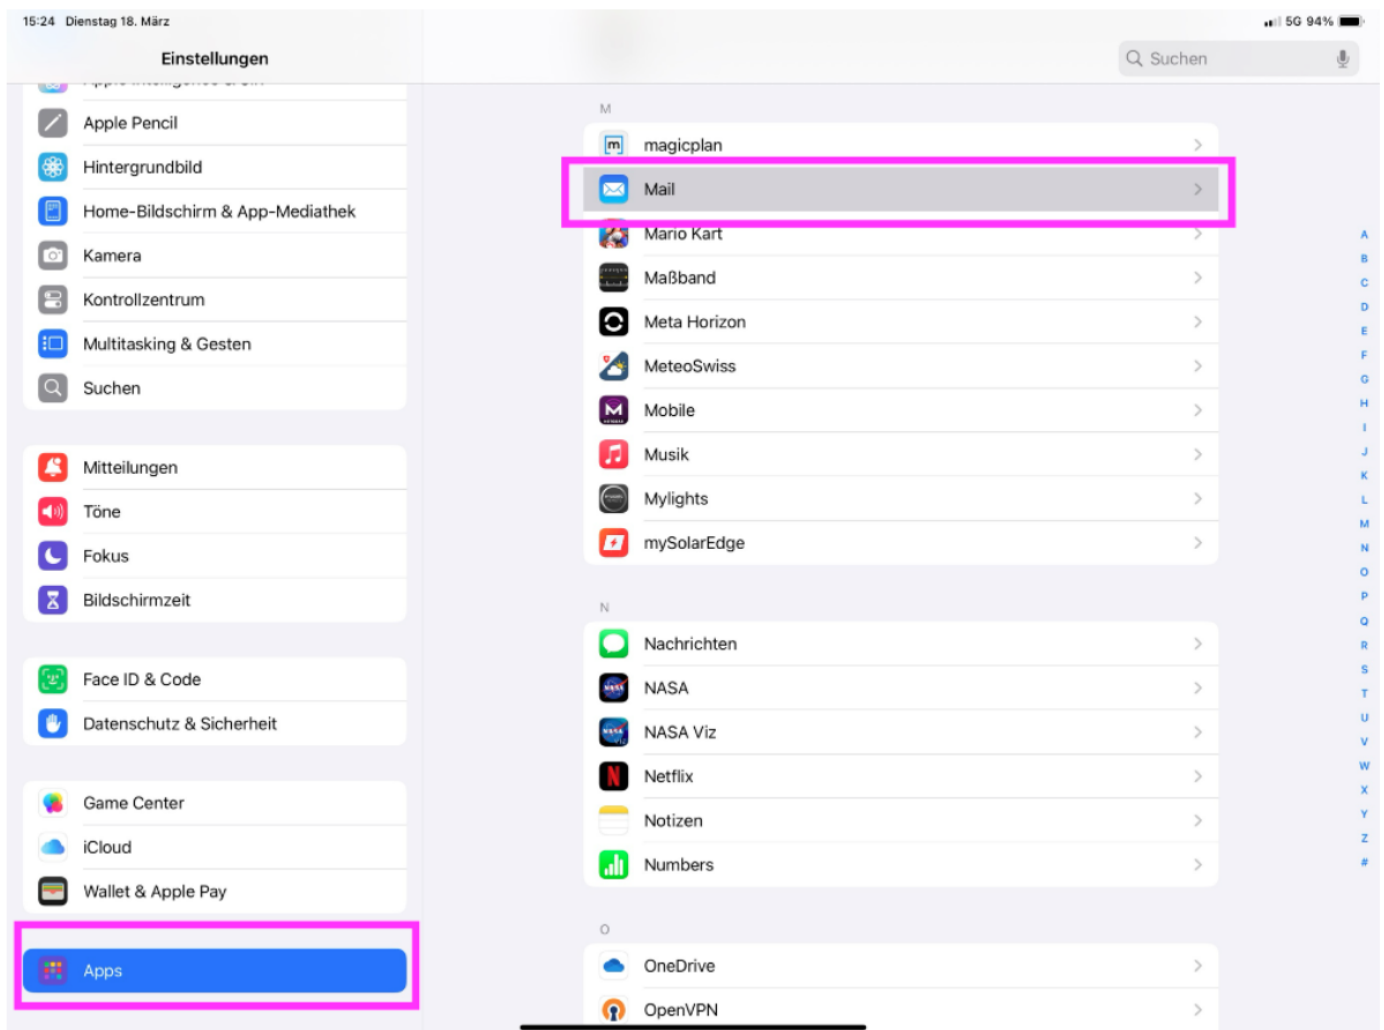 15:24 Dienstag 18. März
5G 94%
Einstellungen
Suchen
Apple Pencil
Hintergrundbild
Home-Bildschirm & App-Mediathek
Kamera
Kontrollzentrum
Multitasking & Gesten
Suchen
Mitteilungen
Töne
Fokus
Bildschirmzeit
Face ID & Code
Datenschutz & Sicherheit
Game Center
iCloud
Wallet & Apple Pay
Apps
M
magicplan
Mail
Mario Kart
Maßband
Meta Horizon
MeteoSwiss
Mobile
Musik
Mylights
mySolarEdge
N
Nachrichten
NASA
NASA Viz
Netflix
Notizen
Numbers
O
OneDrive
OpenVPN
A
B
C
D
E
F
G
H
I
J
K
L
M
N
O
P
Q
R
S
T
U
V
W
X
Y
Z
#